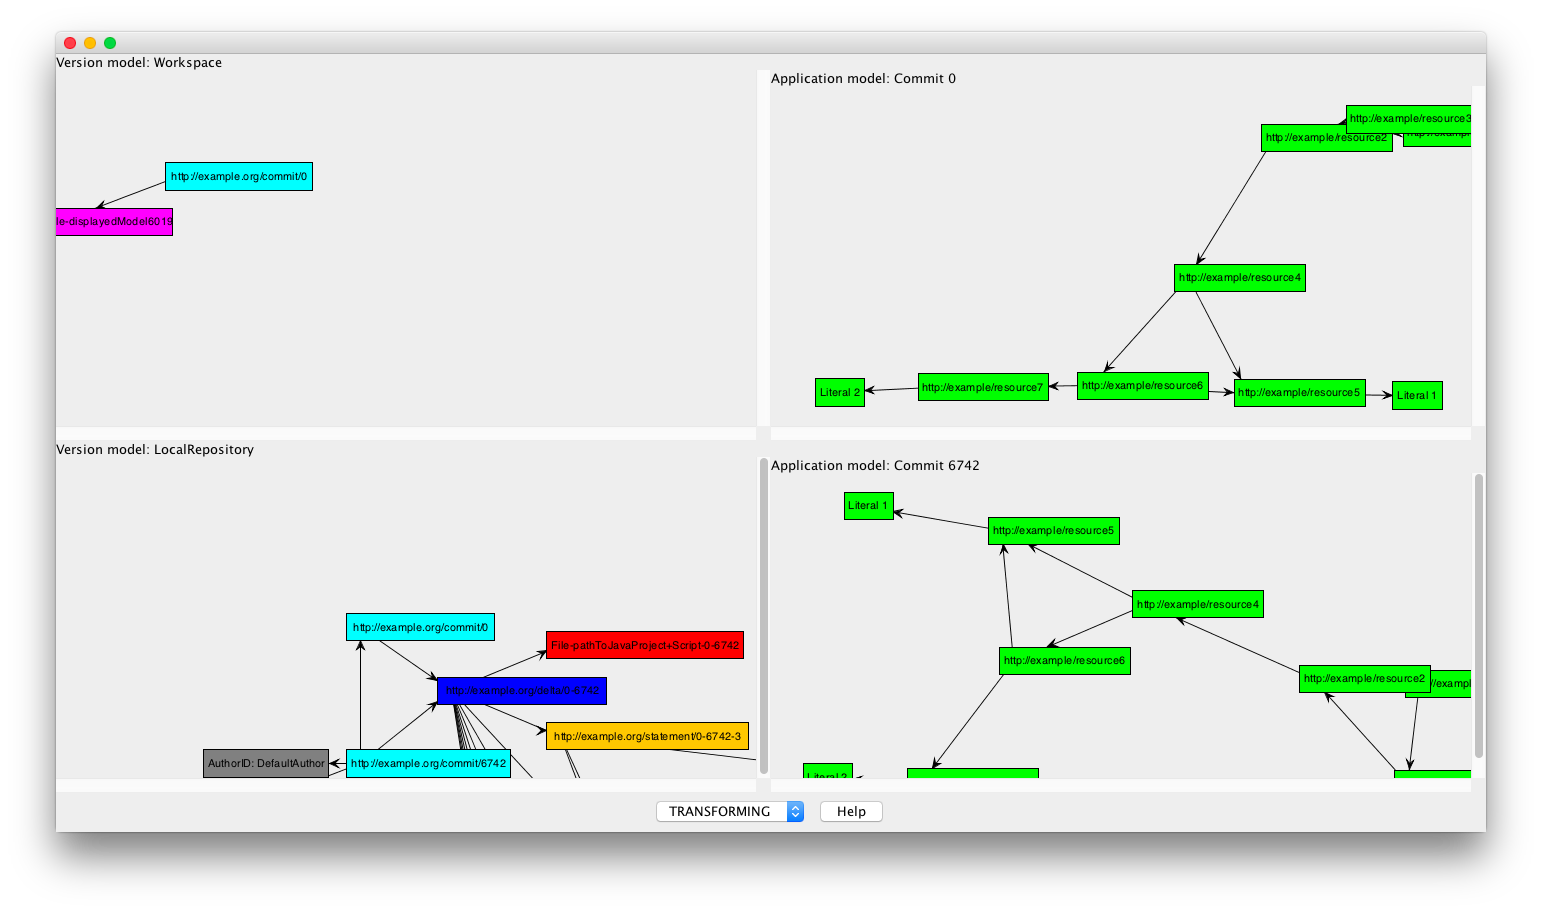 Version model: Workspace
http://example.org/commit/0
le-displayedModel6019
Application model: Commit 0
http://example/resource3
http://example/resource2
http://example/resource4
Literal 2
http://example/resource7
http://example/resource6
http://example/resource5
Literal 1
Version model: LocalRepository
http://example.org/commit/0
File-pathToJavaProject+Script-0-6742
http://example.org/delta/0-6742
http://example.org/statement/0-6742-3
AuthorID: DefaultAuthor
http://example.org/commit/6742
Application model: Commit 6742
Literal 1
http://example/resource5
http://example/resource4
http://example/resource6
http://example/resource2
//exampl
Literal 2
TRANSFORMING
Help